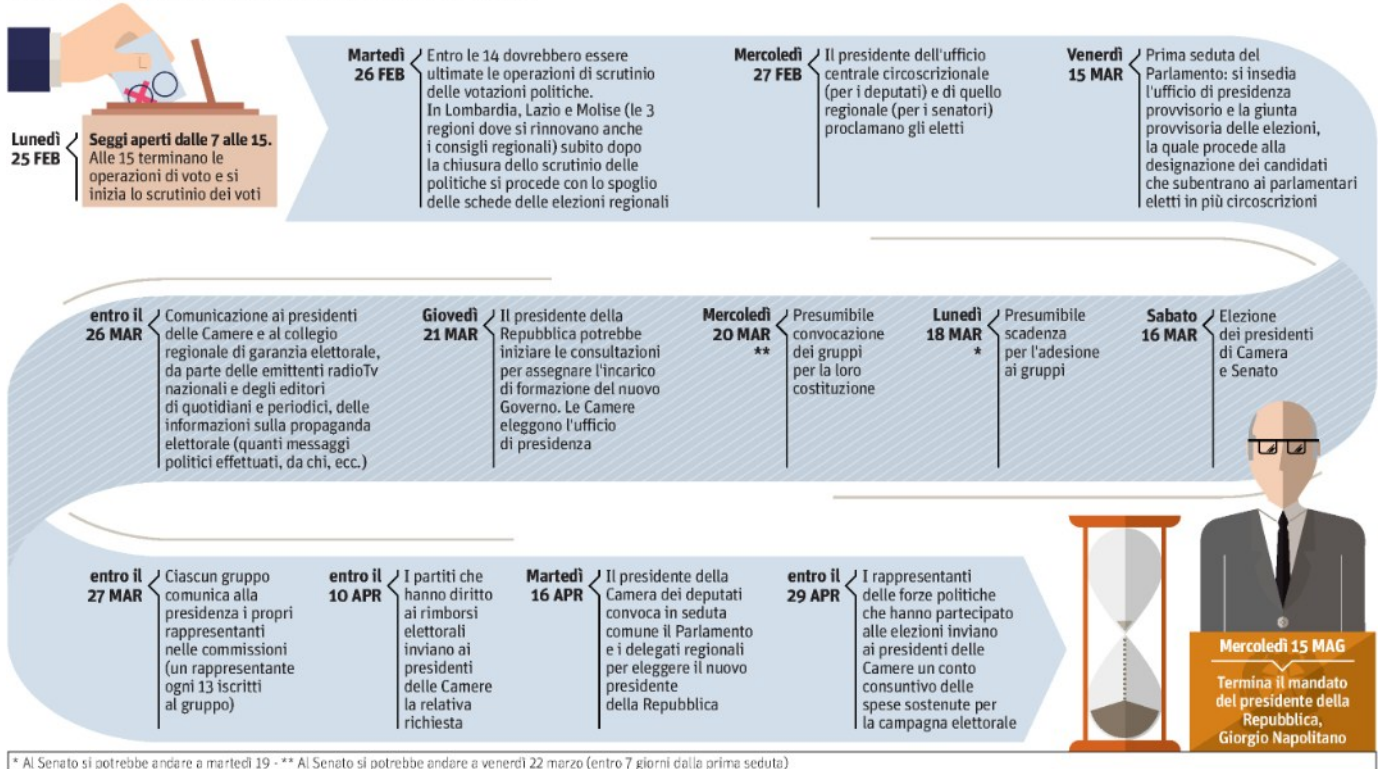 Lunedì
25 FEB
Seggi aperti dalle 7 alle 15.
Alle 15 terminano le
operazioni di voto e si
inizia lo scrutinio dei voti
Martedì
26 FEB
Entro le 14 dovrebbero essere
ultimate le operazioni di scrutinio
delle votazioni politiche.
In Lombardia, Lazio e Molise (le 3
regioni dove si rinnovano anche
i consigli regionali) subito dopo
la chiusura dello scrutinio delle
politiche si procede con lo spoglio
delle schede delle elezioni regionali
Mercoledì
27 FEB
Il presidente dell'ufficio
centrale circoscrizionale
(per i deputati) e di quello
regionale (per i senatori)
proclamano gli eletti
Venerdì
15 MAR
Prima seduta del
Parlamento: si insedia
l'ufficio di presidenza
provvisorio e la giunta
provvisoria delle elezioni,
la quale procede alla
designazione dei candidati
che subentrano ai parlamentari
eletti in più circoscrizioni
Sabato
16 MAR
Elezione
dei presidenti
di Camera
e Senato
Lunedì
18 MAR
*
Presumibile
scadenza
per l'adesione
ai gruppi
Mercoledì
20 MAR
**
Presumibile
convocazione
dei gruppi
per la loro
costituzione
Giovedì
21 MAR
Il presidente della
Repubblica potrebbe
iniziare le consultazioni
per assegnare l'incarico
di formazione del nuovo
Governo. Le Camere
eleggono l'ufficio
di presidenza
entro il
26 MAR
Comunicazione ai presidenti
delle Camere e al collegio
regionale di garanzia elettorale,
da parte delle emittenti radioTv
nazionali e degli editori
di quotidiani e periodici, delle
informazioni sulla propaganda
elettorale (quanti messaggi
politici effettuati, da chi, ecc.)
entro il
27 MAR
Ciascun gruppo
comunica alla
presidenza i propri
rappresentanti
nelle commissioni
(un rappresentante
ogni 13 iscritti
al gruppo)
entro il
10 APR
I partiti che
hanno diritto
ai rimborsi
elettorali
inviano ai
presidenti
delle Camere
la relativa
richiesta
Martedì
16 APR
Il presidente della
Camera dei deputati
convoca in seduta
comune il Parlamento
e i delegati regionali
per eleggere il nuovo
presidente
della Repubblica
entro il
29 APR
I rappresentanti
delle forze politiche
che hanno partecipato
alle elezioni inviano
ai presidenti delle
Camere un conto
consuntivo delle
spese sostenute per
la campagna elettorale
Mercoledì 15 MAG
Termina il mandato
del presidente della
Repubblica,
Giorgio Napolitano
* Al Senato si potrebbe andare a martedì 19 - ** Al Senato si potrebbe andare a venerdì 22 marzo (entro 7 giorni dalla prima seduta)